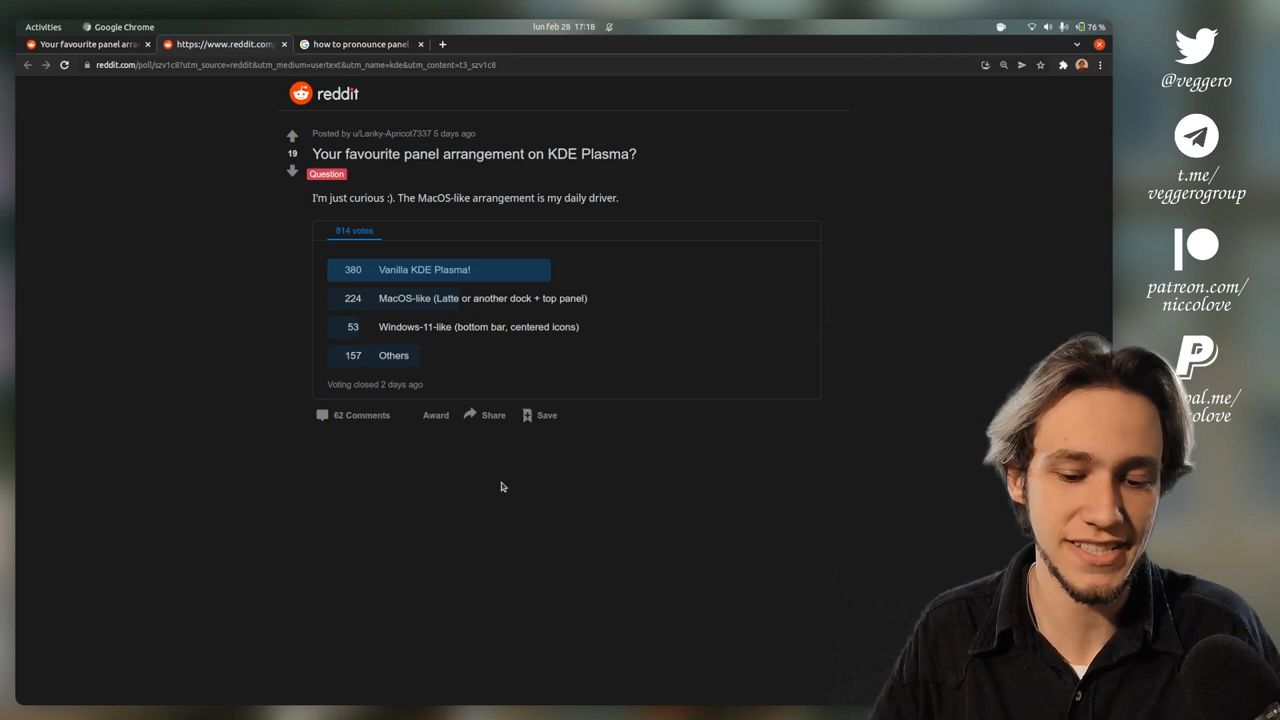 Activities
Google Chrome
lun feb 28 17:18
76 %
Your favourite panel arra
https://www.reddit.com/
how to pronounce panel
reddit.com/poll/szv1c8?utm_source=reddit&utm_medium=usertext&utm_name=kde&utm_content=t3_szv1c8
reddit
Posted by u/Lanky-Apricot7337 5 days ago
19
Your favourite panel arrangement on KDE Plasma?
Question
I'm just curious :). The MacOS-like arrangement is my daily driver.
814 votes
380 Vanilla KDE Plasma!
224 MacOS-like (Latte or another dock + top panel)
53 Windows-11-like (bottom bar, centered icons)
157 Others
Voting closed 2 days ago
62 Comments
Award
Share
Save
@veggero
t.me/
veggerogroup
patreon.com/
niccolove
pal.me/
colove